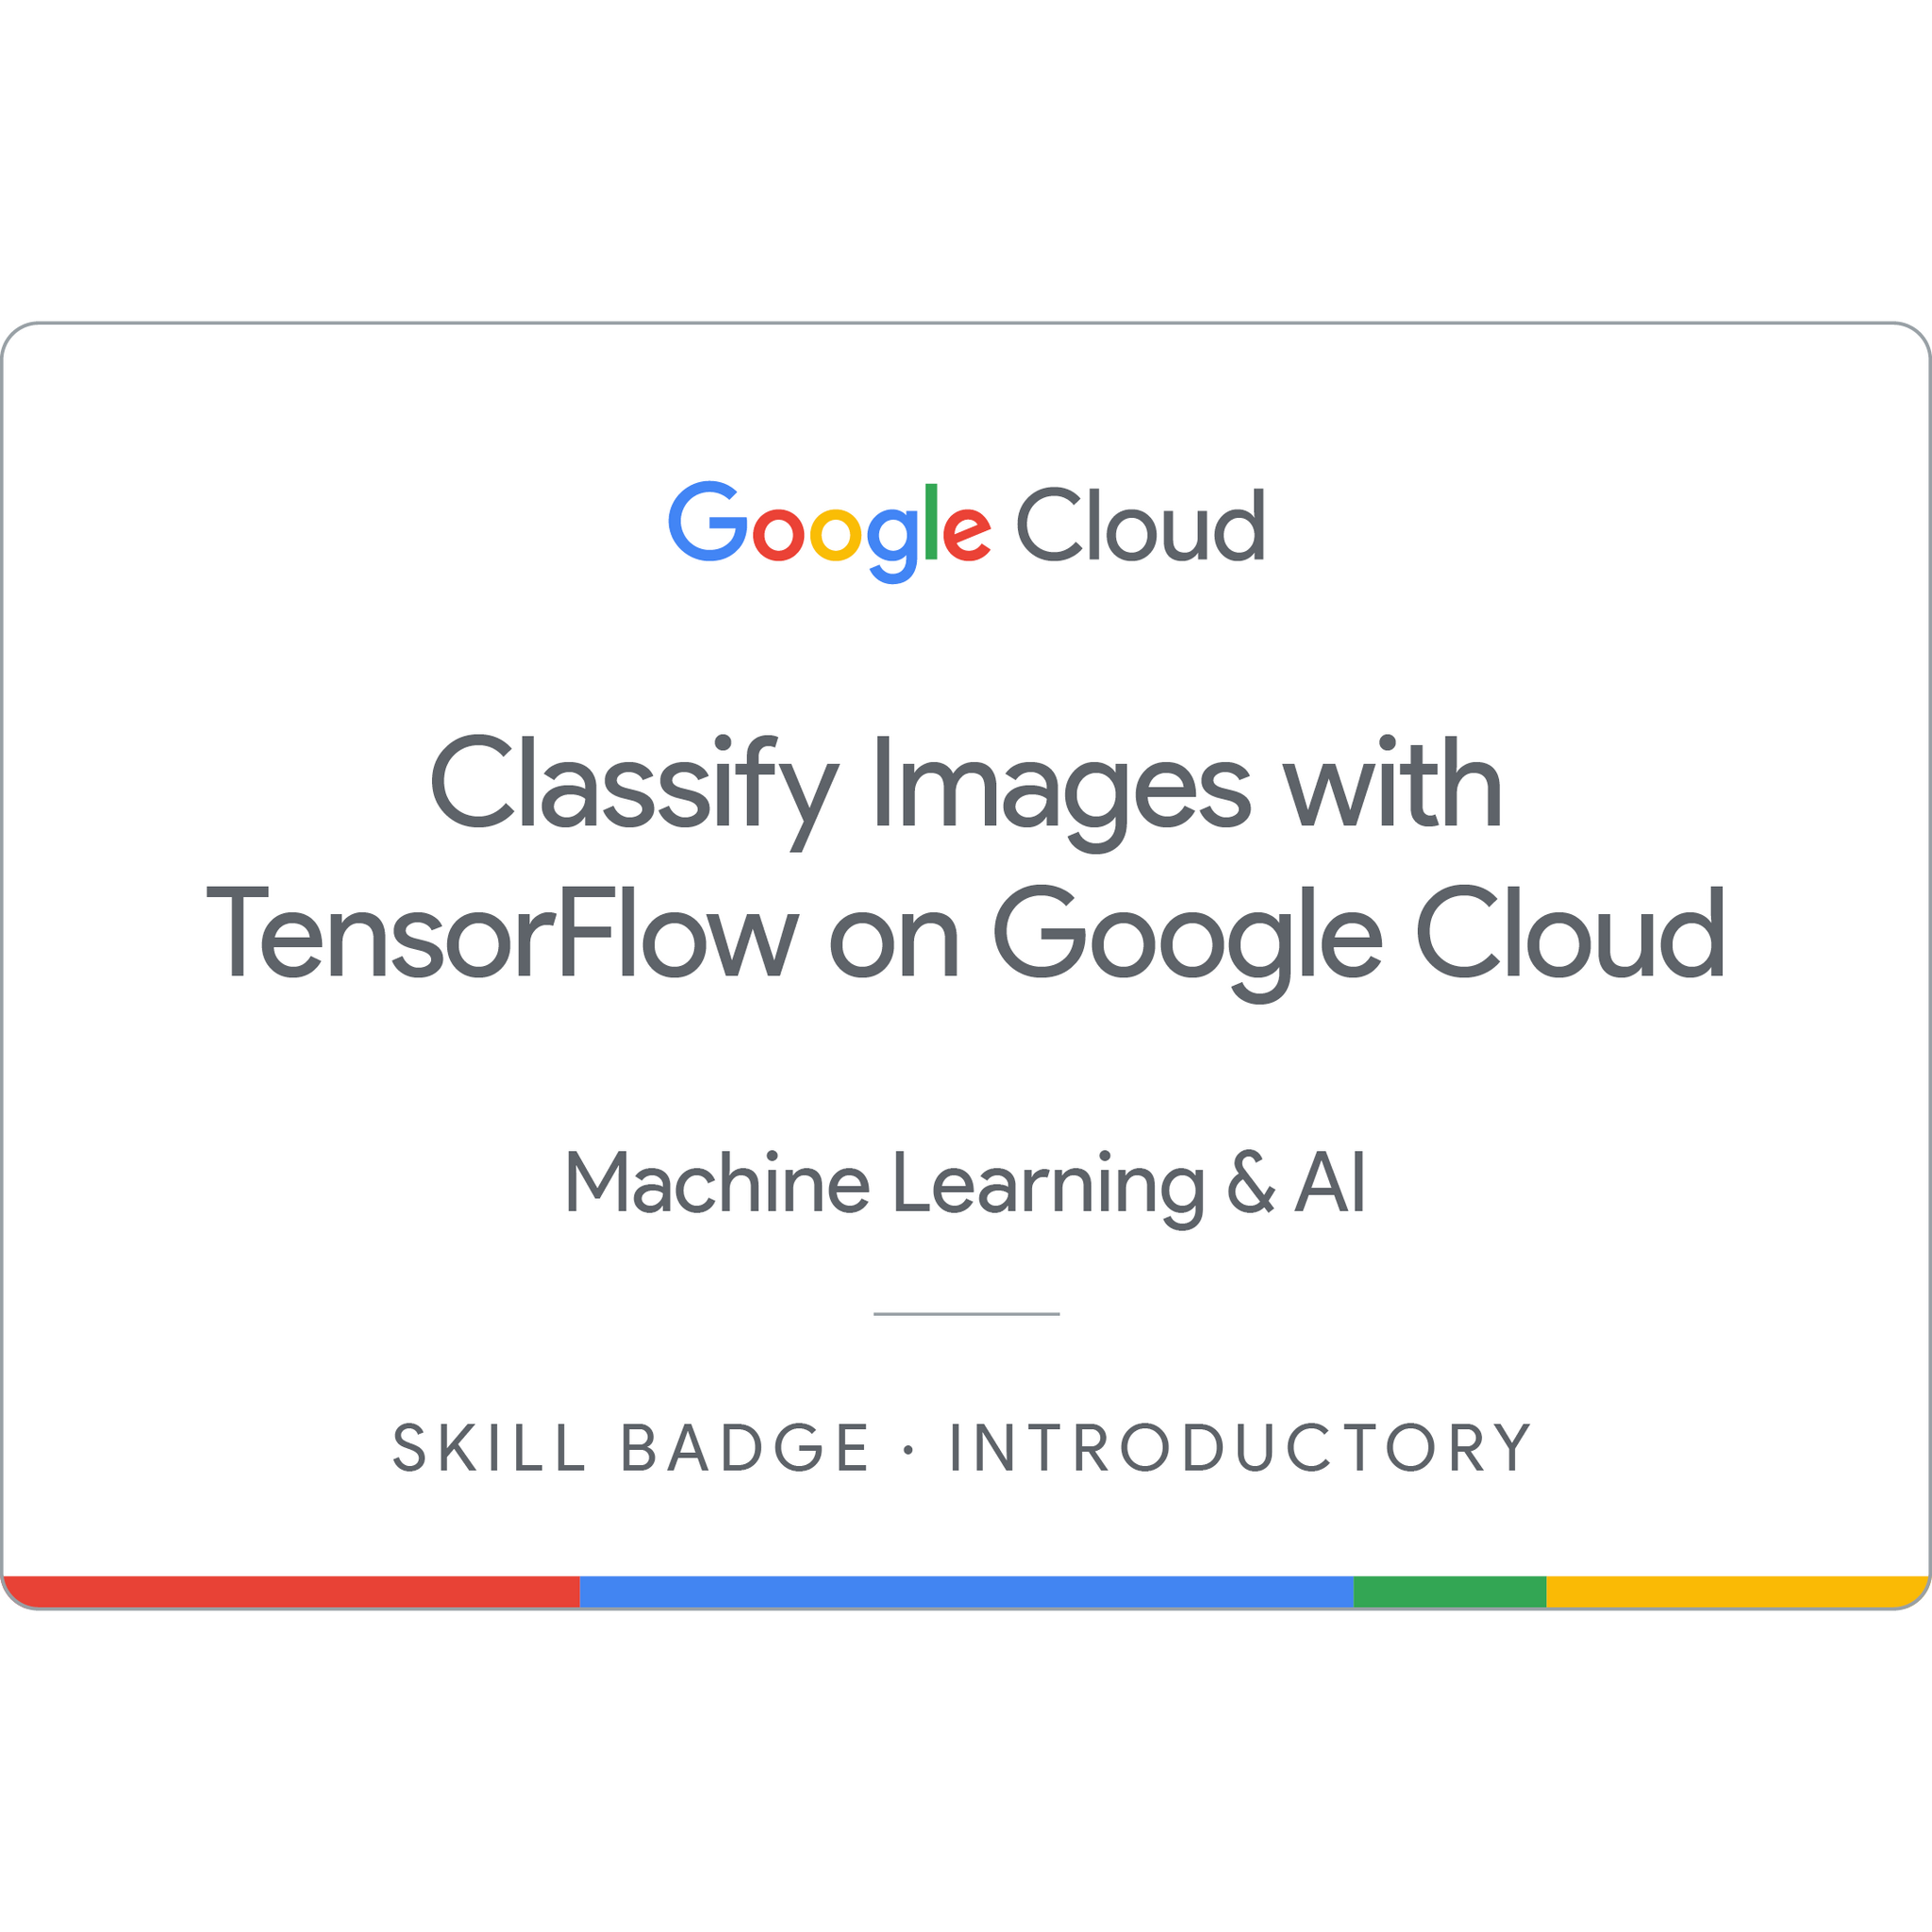 Google Cloud
Classify Images with
TensorFlow on Google Cloud
Machine Learning & AI
SKILL BADGE · INTRODUCTORY